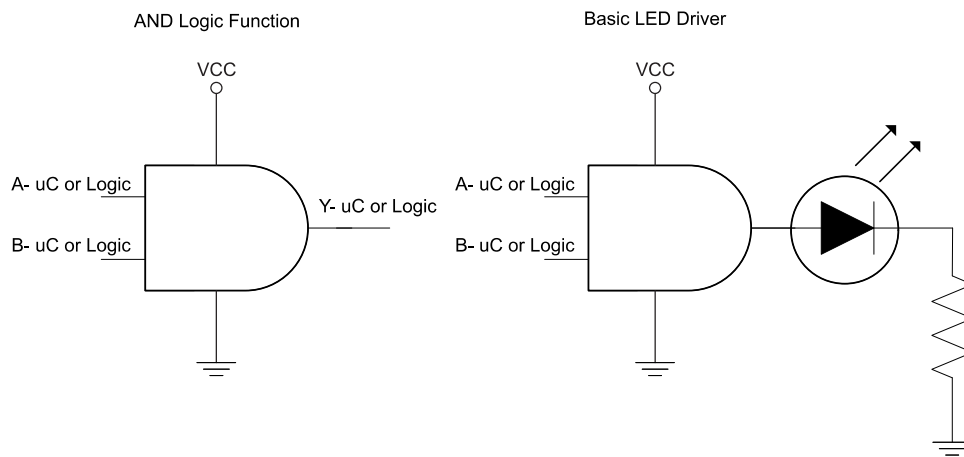 AND Logic Function
Basic LED Driver
VCC
VCC
A- uC or Logic
Y- uC or Logic
B- uC or Logic
A- uC or Logic
B- uC or Logic